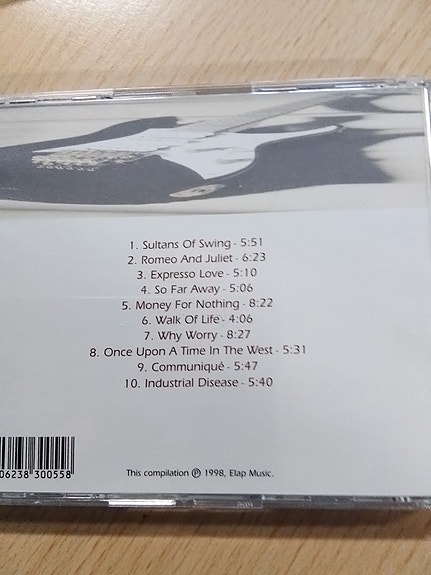 1. Sultans Of Swing - 5:51
2. Romeo And Juliet - 6:23
3. Expresso Love - 5:10
4. So Far Away - 5:06
5. Money For Nothing - 8:22
6. Walk Of Life - 4:06
7. Why Worry - 8:27
8. Once Upon A Time In The West - 5:31
9. Communiqué - 5:47
10. Industrial Disease - 5:40
06238 300558
This compilation ℗ 1998, Elap Music.